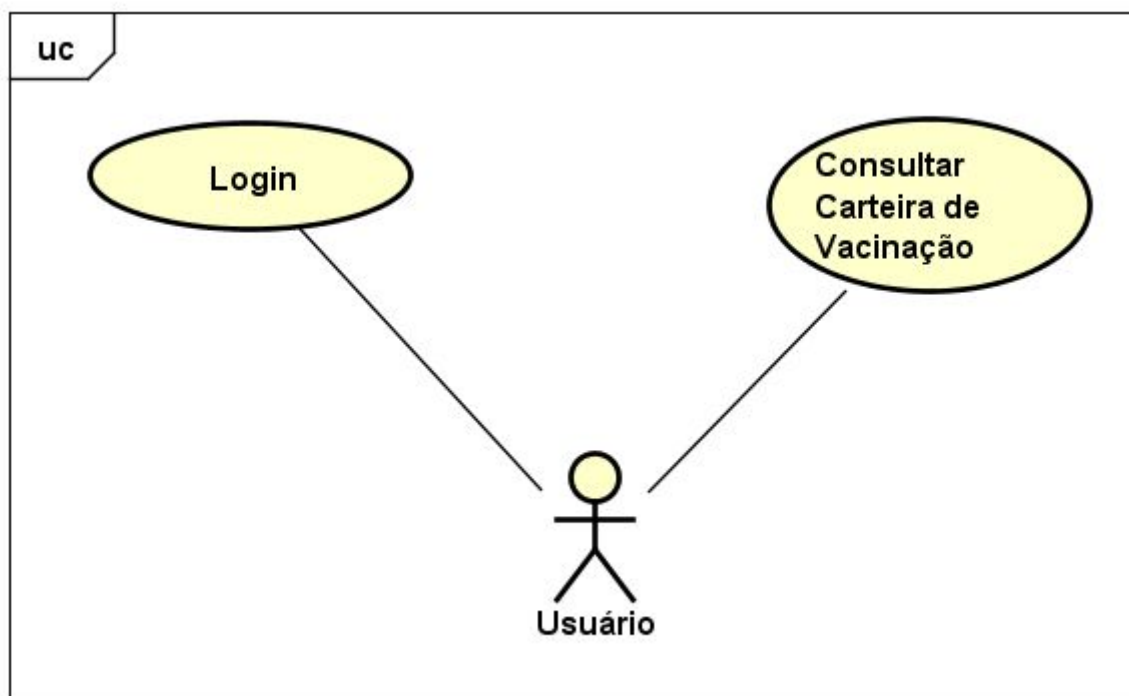 uc
Login
Consultar
Carteira de
Vacinação
Usuário